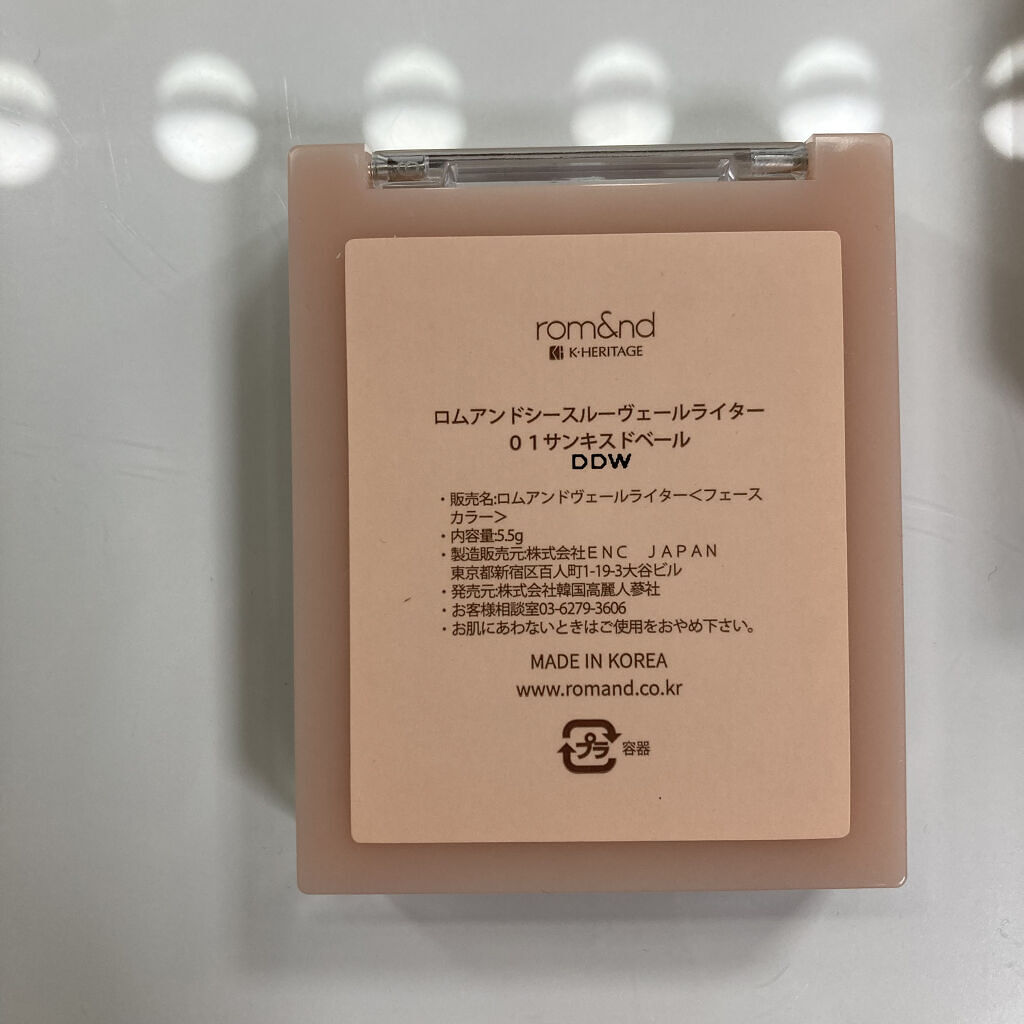 rom&nd
K·HERITAGE
ロムアンドシースルーヴェールライター
01サンキスドベール
DDW
・販売名:ロムアンドヴェールライター＜フェース
カラー＞
・内容量:5.5g
・製造販売元:株式会社ENC JAPAN
東京都新宿区百人町1-19-3大谷ビル
・発売元:株式会社韓国高麗人蔘社
・お客様相談室03-6279-3606
・お肌にあわないときはご使用をおやめ下さい。
MADE IN KOREA
www.romand.co.kr
プラ 容器